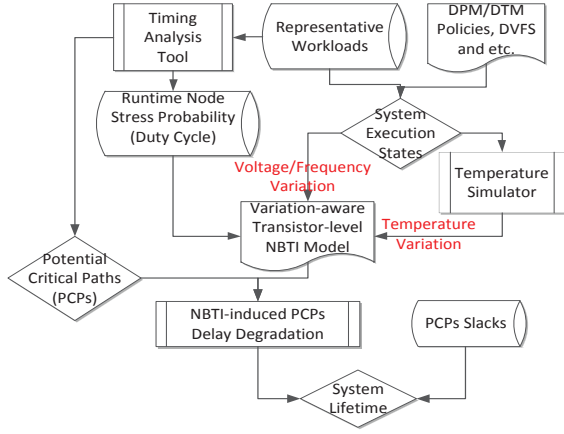 Timing
Analysis
Tool
Representative
Workloads
DPM/DTM
Policies, DVFS
and etc.
Runtime Node
Stress Probability
(Duty Cycle)
System
Execution
States
Voltage/Frequency
Variation
Temperature
Simulator
Variation-aware
Transistor-level
NBTI Model
Temperature
Variation
Potential
Critical Paths
(PCPs)
NBTI-induced PCPs
Delay Degradation
PCPs Slacks
System
Lifetime